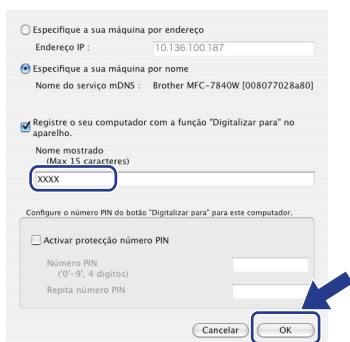 Especifique a sua máquina por endereço
Endereço IP :
10.136.100.187
Especifique a sua máquina por nome
Nome do serviço mDNS : Brother MFC-7840W [008077028a80]
Registre o seu computador com a função "Digitalizar para" no
aparelho.
Nome mostrado
(Max 15 caracteres)
XXXX
Configure o número PIN do botão "Digitalizar para" para este computador.
Activar protecção número PIN
Número PIN
('0'-9', 4 digitos)
Repita número PIN
Cancelar
OK